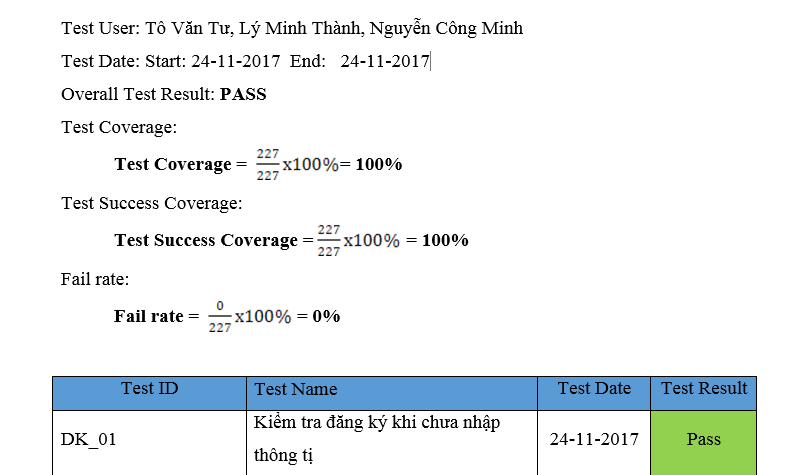 Test User: Tô Văn Tư, Lý Minh Thành, Nguyễn Công Minh
Test Date: Start: 24-11-2017 End: 24-11-2017
Overall Test Result: PASS
Test Coverage:
Test Coverage = 227/227 x100%= 100%
Test Success Coverage:
Test Success Coverage = 227/227 x100% = 100%
Fail rate:
Fail rate = 0/227 x100% = 0%
Test ID Test Name Test Date Test Result
DK_01 Kiểm tra đăng ký khi chưa nhập 24-11-2017 Pass
thông tị